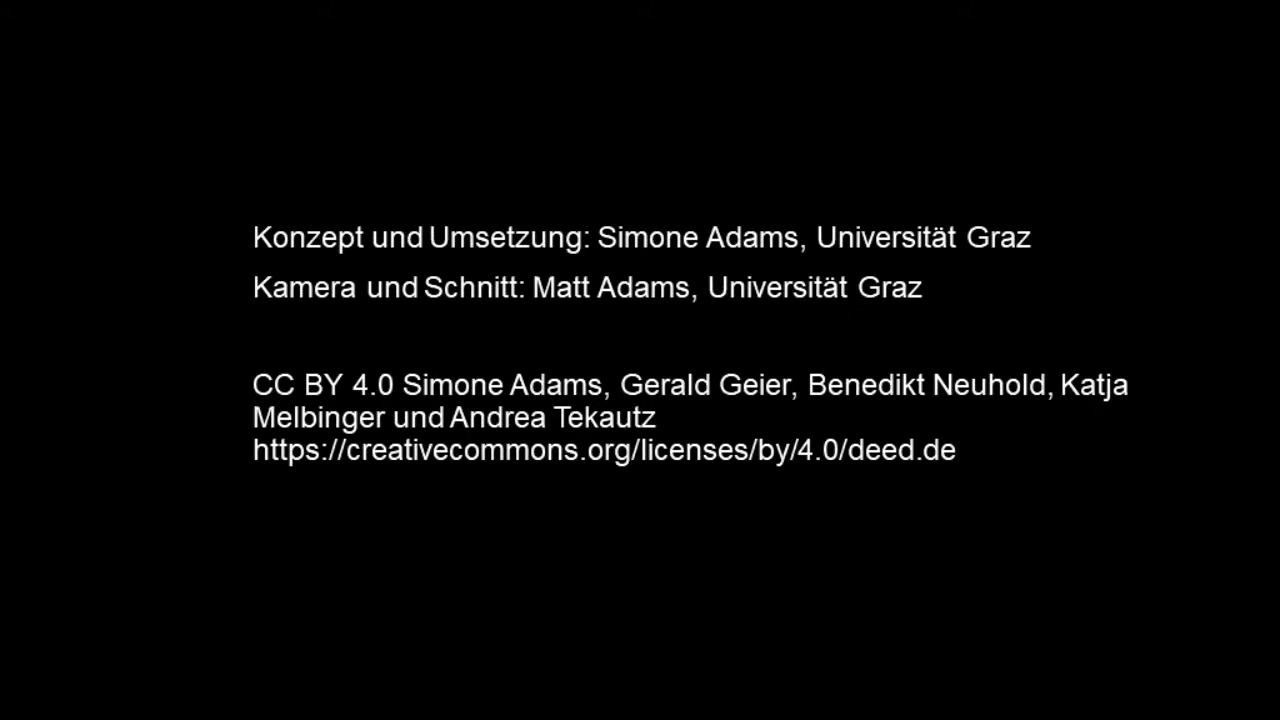 Konzept und Umsetzung: Simone Adams, Universität Graz
Kamera und Schnitt: Matt Adams, Universität Graz
CC BY 4.0 Simone Adams, Gerald Geier, Benedikt Neuhold, Katja
Melbinger und Andrea Tekautz
https://creativecommons.org/licenses/by/4.0/deed.de